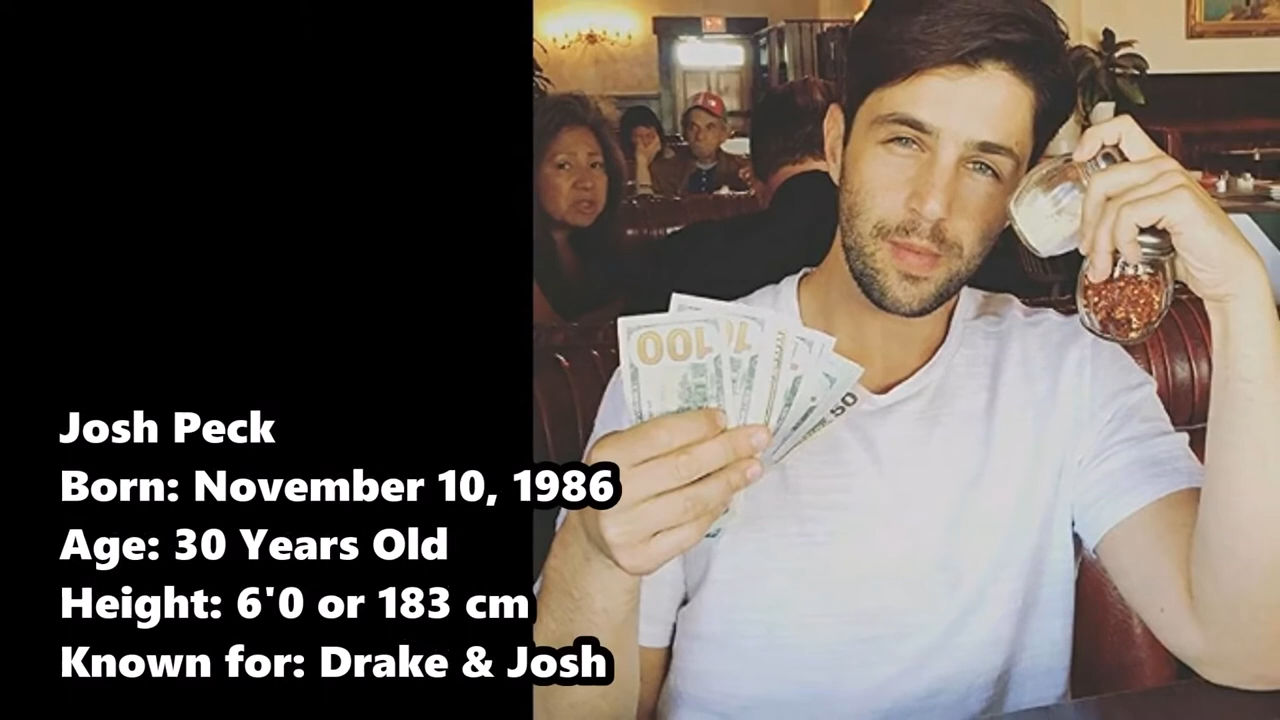 Josh Peck
Born: November 10, 1986
Age: 30 Years Old
Height: 6'0 or 183 cm
Known for: Drake & Josh
100
50